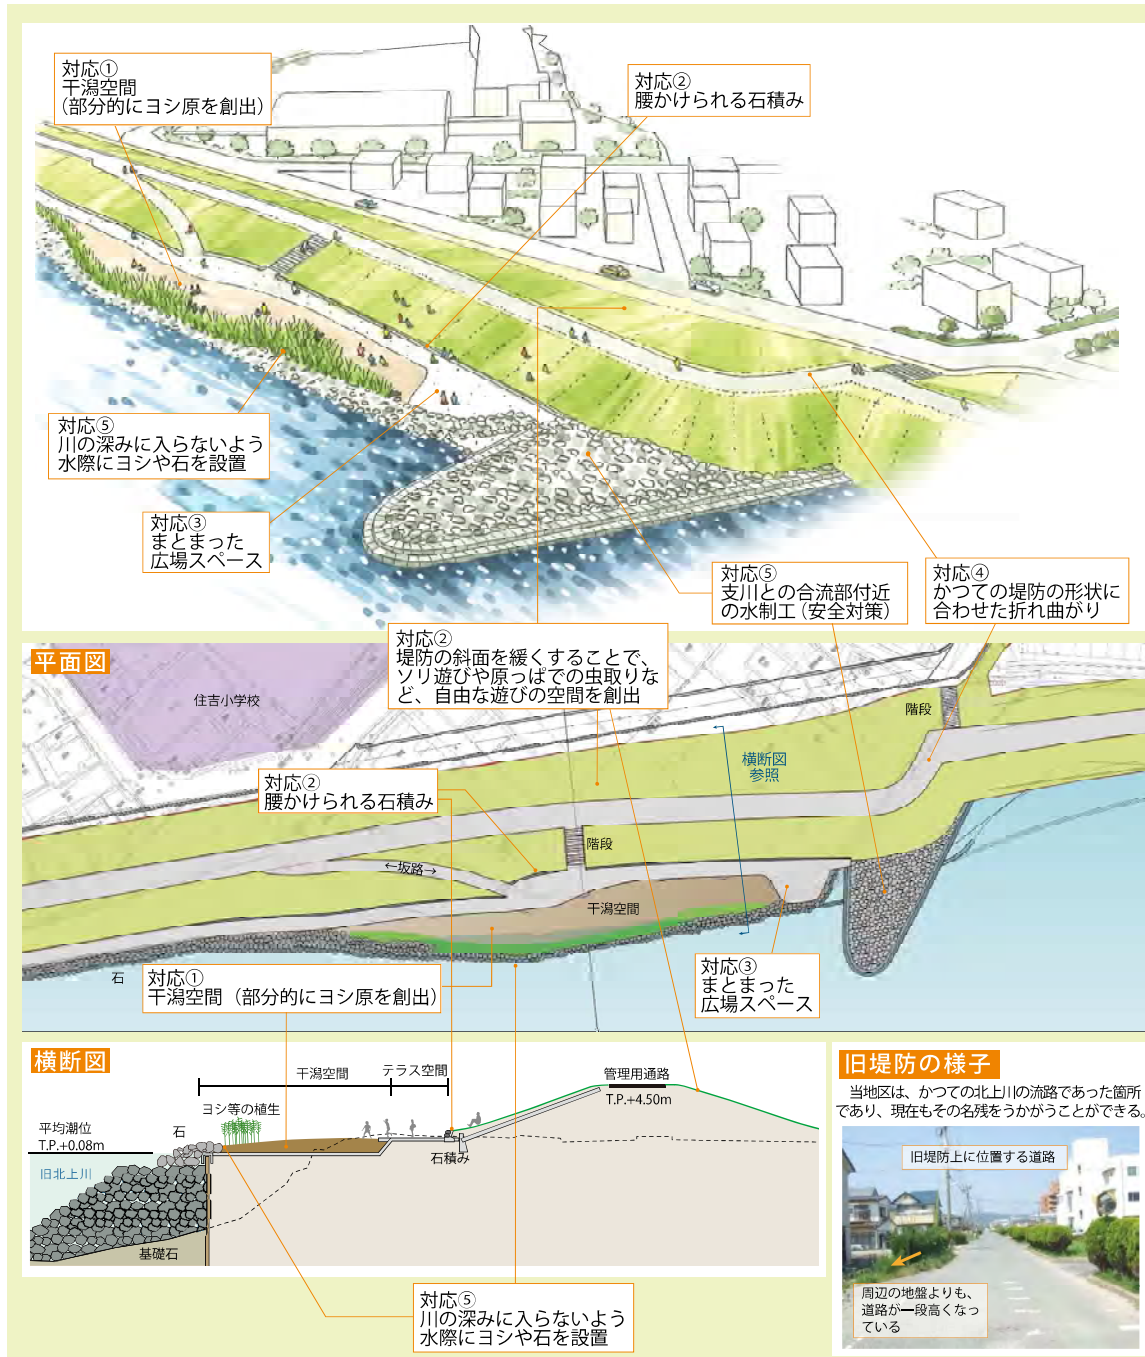 対応①
干潟空間
（部分的にヨシ原を創出）
対応②
腰かけられる石積み
対応⑤
川の深みに入らないよう
水際にヨシや石を設置
対応③
まとまった
広場スペース
対応⑤
支川との合流部付近
の水制工（安全対策）
対応④
かつての堤防の形状に
合わせた折れ曲がり
対応②
堤防の斜面を緩くすることで、
ソリ遊びや原っぱでの虫取りな
ど、自由な遊びの空間を創出
平面図
住吉小学校
階段
横断図
参照
対応②
腰かけられる石積み
階段
←坂路→
干潟空間
石
対応①
干潟空間（部分的にヨシ原を創出）
対応③
まとまった
広場スペース
横断図
干潟空間
テラス空間
管理用通路
T.P.+4.50m
ヨシ等の植生
平均潮位
T.P.+0.08m
石
旧北上川
石積み
基礎石
対応⑤
川の深みに入らないよう
水際にヨシや石を設置
旧堤防の様子
当地区は、かつての北上川の流路であった箇所
であり、現在もその名残をうかがうことができる。
旧堤防上に位置する道路
周辺の地盤よりも、
道路が一段高くなっ
ている